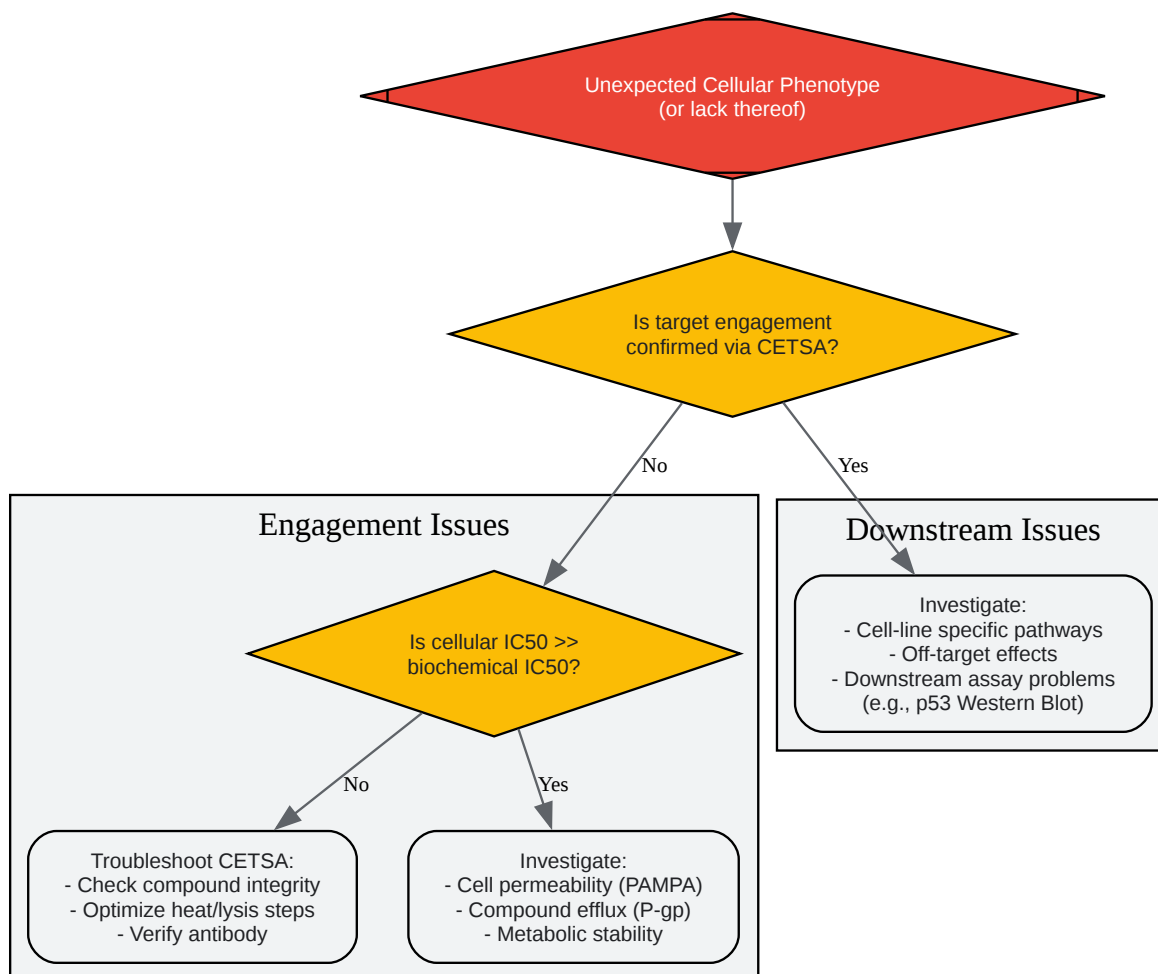 Unexpected Cellular Phenotype
(or lack thereof)
Is target engagement
confirmed via CETSA?
No
Yes
Engagement Issues
Is cellular IC50 >>
biochemical IC50?
No
Yes
Troubleshoot CETSA:
- Check compound integrity
- Optimize heat/lysis steps
- Verify antibody
Investigate:
- Cell permeability (PAMPA)
- Compound efflux (P-gp)
- Metabolic stability
Downstream Issues
Investigate:
- Cell-line specific pathways
- Off-target effects
- Downstream assay problems
(e.g., p53 Western Blot)